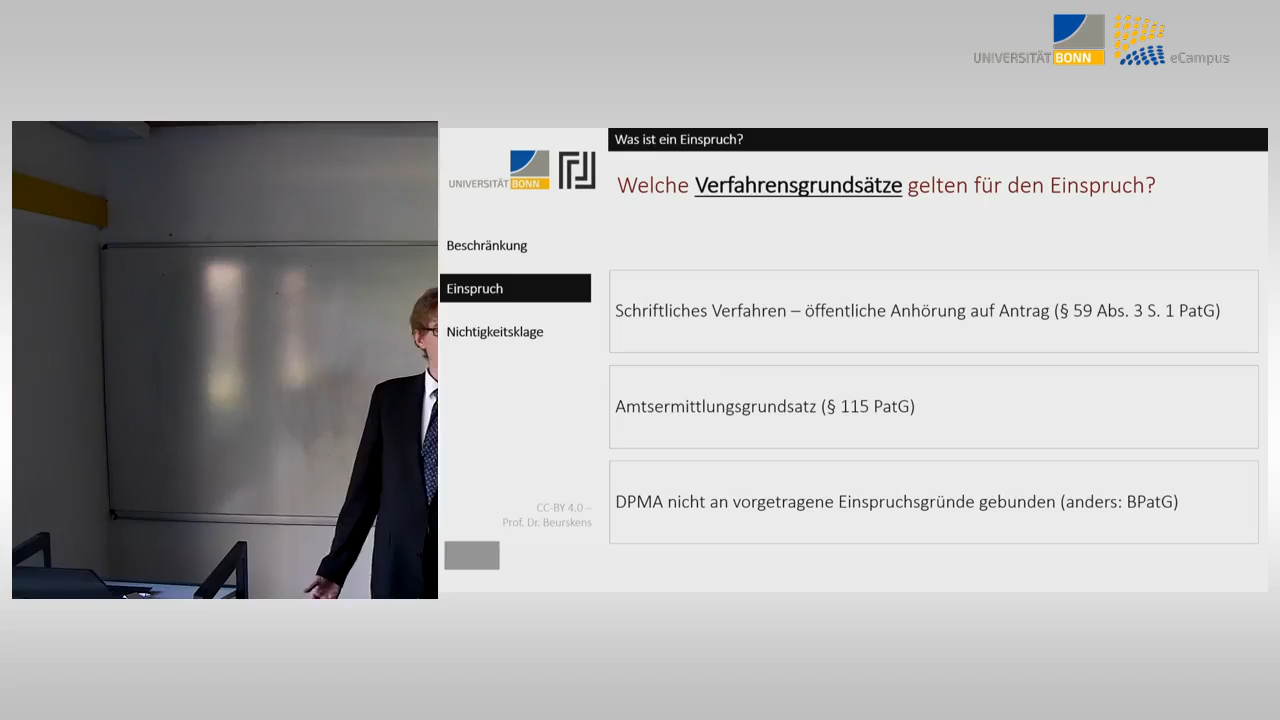 UNIVERSITÄT BONN eCampus
Was ist ein Einspruch?
UNIVERSITÄT BONN
Welche Verfahrensgrundsätze gelten für den Einspruch?
Beschränkung
Einspruch
Nichtigkeitsklage
Schriftliches Verfahren – öffentliche Anhörung auf Antrag (§ 59 Abs. 3 S. 1 PatG)
Amtsermittlungsgrundsatz (§ 115 PatG)
DPMA nicht an vorgetragene Einspruchsgründe gebunden (anders: BPatG)
CC-BY 4.0 –
Prof. Dr. Beurskens